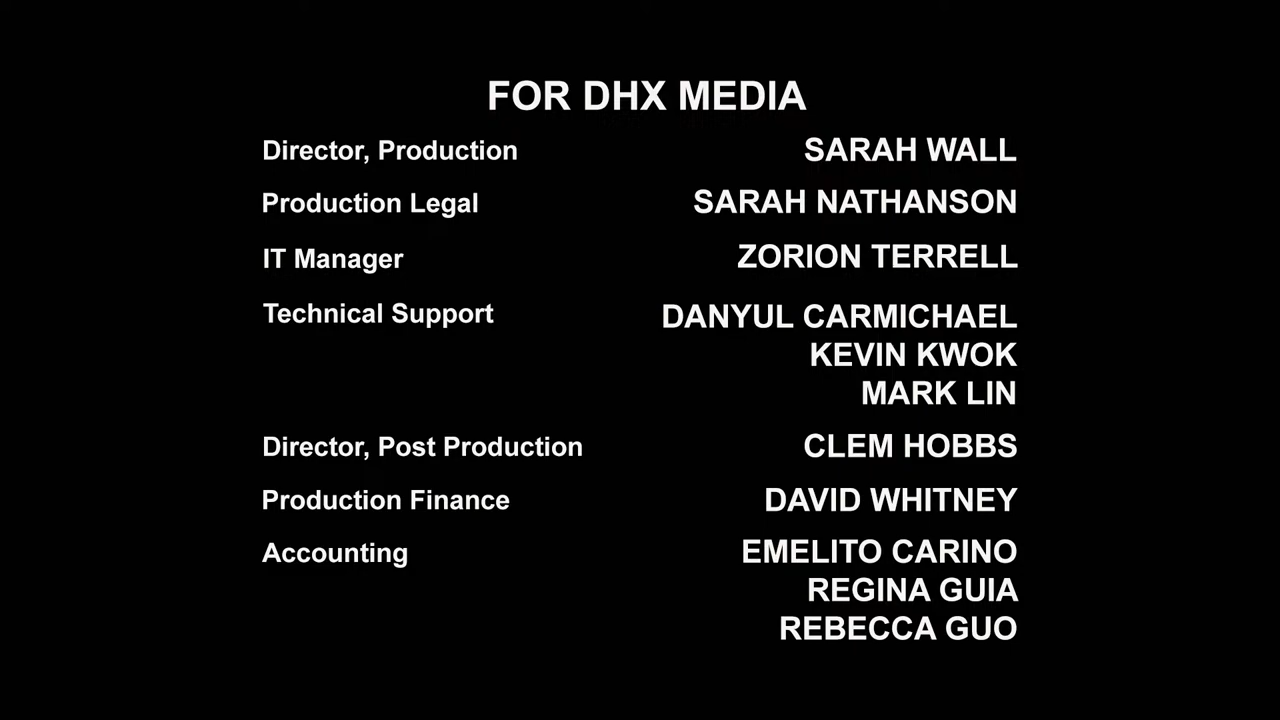 FOR DHX MEDIA
Director, Production SARAH WALL
Production Legal SARAH NATHANSON
IT Manager ZORION TERRELL
Technical Support DANYUL CARMICHAEL
KEVIN KWOK
MARK LIN
Director, Post Production CLEM HOBBS
Production Finance DAVID WHITNEY
Accounting EMELITO CARINO
REGINA GUIA
REBECCA GUO